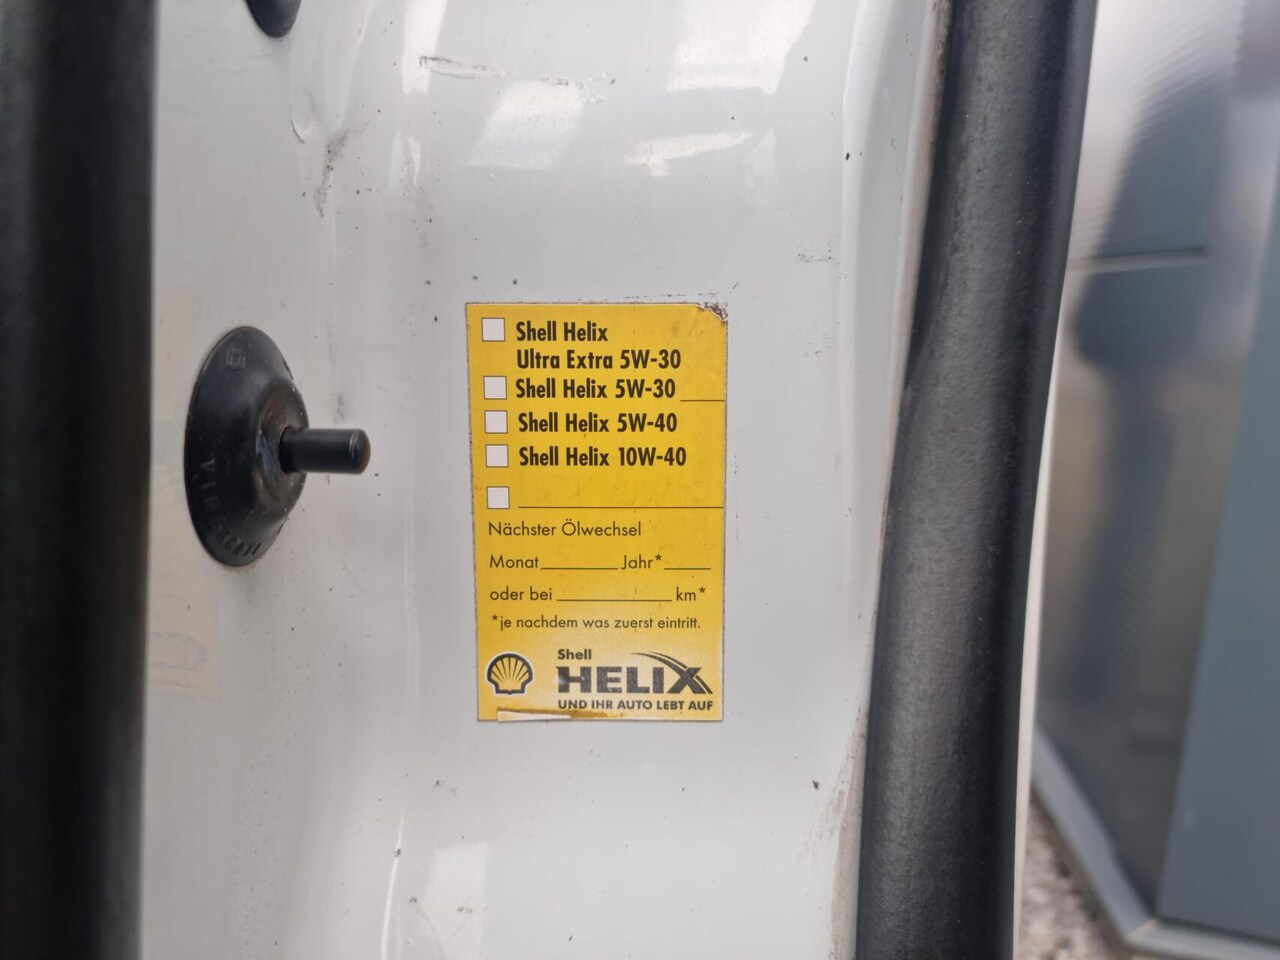 Shell Helix
Ultra Extra 5W-30
Shell Helix 5W-30
Shell Helix 5W-40
Shell Helix 10W-40
Nächster Ölwechsel
Monat Jahr*
oder bei km*
*je nachdem was zuerst eintritt.
Shell
HELIX
UND IHR AUTO LEBT AUF